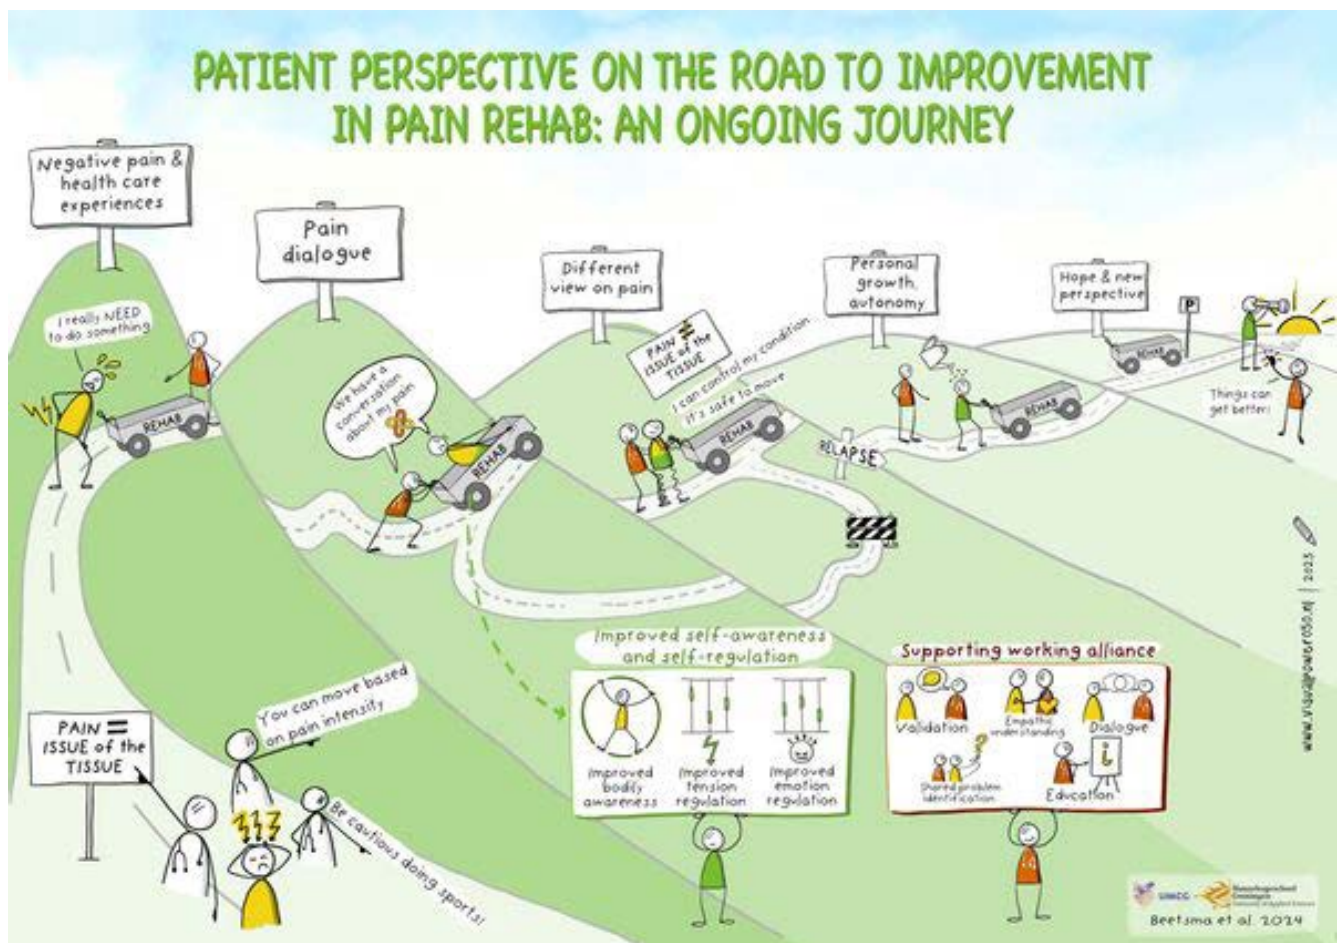 PATIENT PERSPECTIVE ON THE ROAD TO IMPROVEMENT
IN PAIN REHAB: AN ONGOING JOURNEY
Negative pain &
health care
experiences
Pain
dialogue
Different
view on pain
Personal
growth,
autonomy
Hope & new
perspective
P
I really NEED
to do something
REHAB
We have a
conversation
about my pain
REHAB
PAIN ≠
ISSUE of the
TISSUE
I can control my condition
it's safe to move
REHAB
RELAPSE
REHAB
REHAB
Things can
get better!
PAIN =
ISSUE of the
TISSUE
You can move based
on pain intensity
Be cautious doing sports!
Improved self-awareness
and self-regulation
Improved
bodily
awareness
Improved
tension
regulation
Improved
emotion
regulation
Supporting working alliance
Validation
Empathic
understanding
Dialogue
Shared problem
identification
i
Education
www.visualpower050.nl | 2023
UMCG
Hanzehogeschool
Groningen
Beetsma et al. 2024